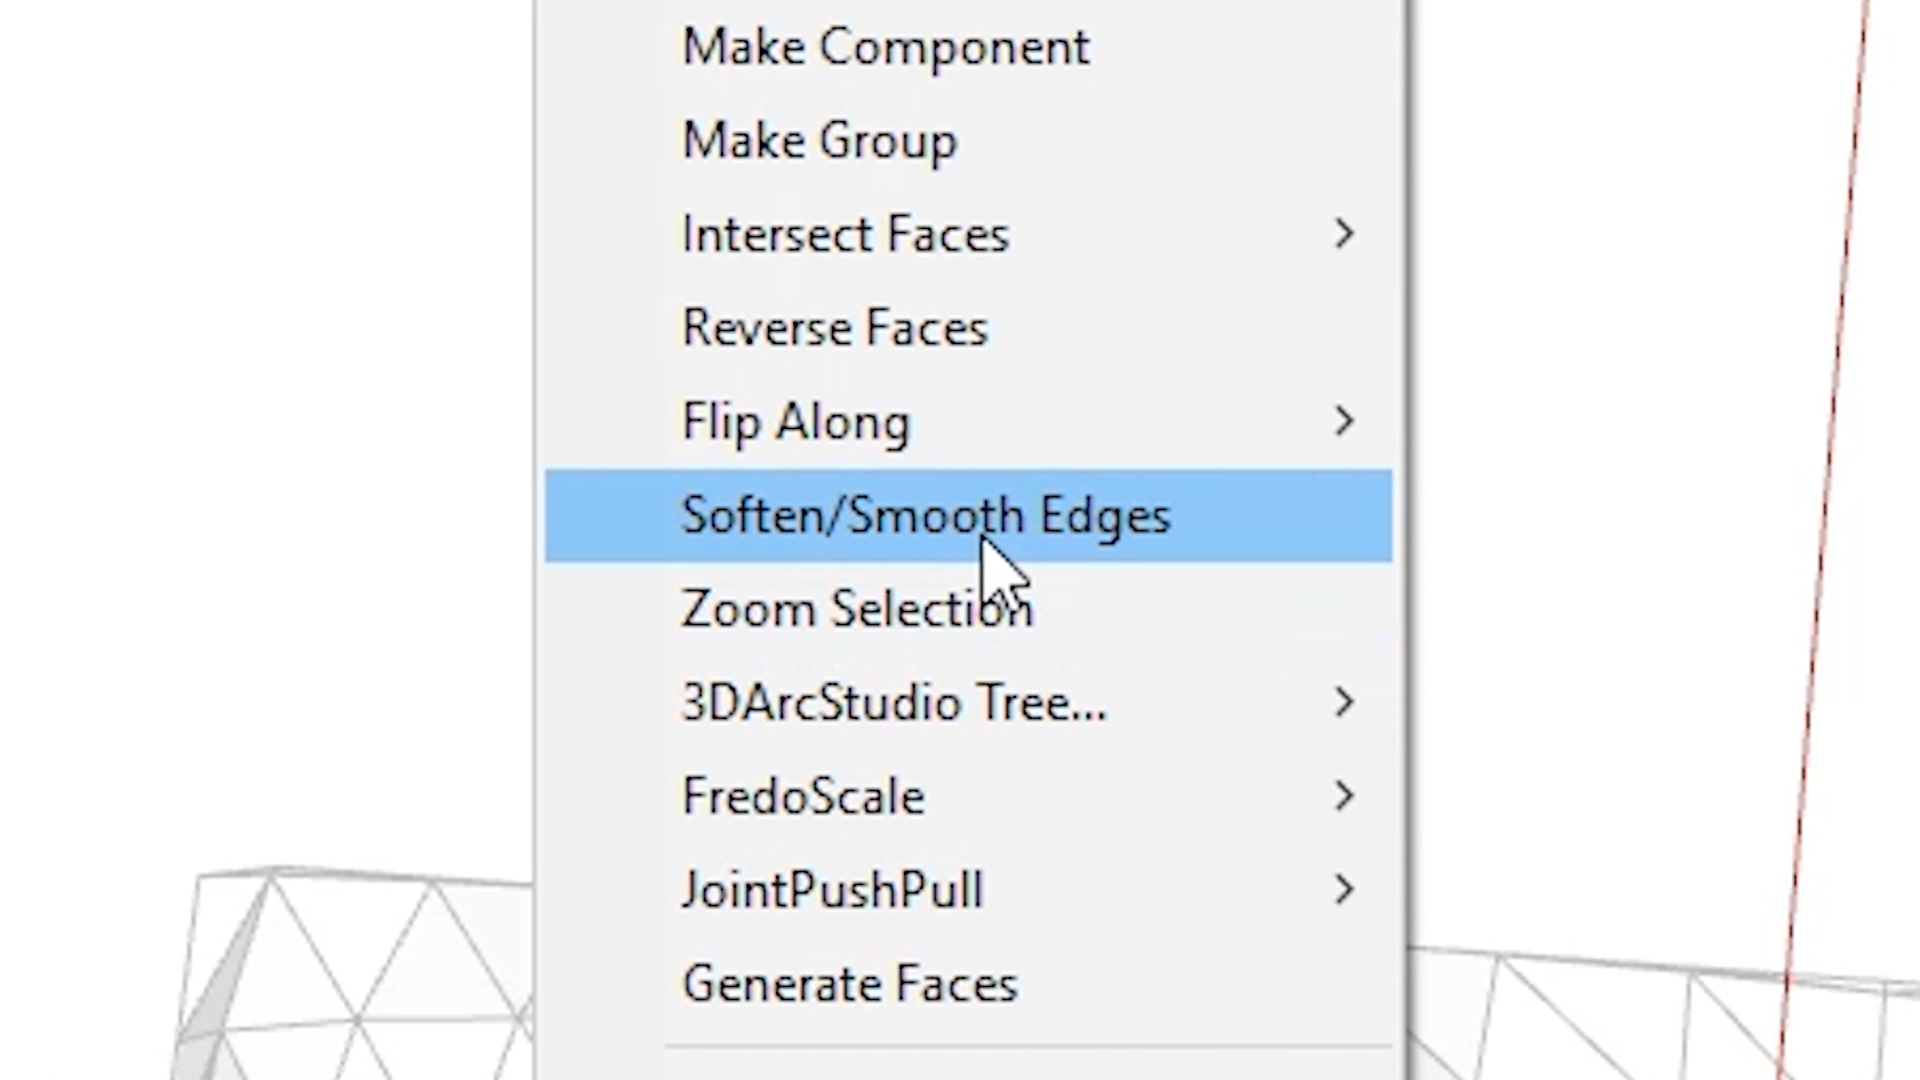 Make Component
Make Group
Intersect Faces
Reverse Faces
Flip Along
Soften/Smooth Edges
Zoom Selection
3DArcStudio Tree...
FredoScale
JointPushPull
Generate Faces